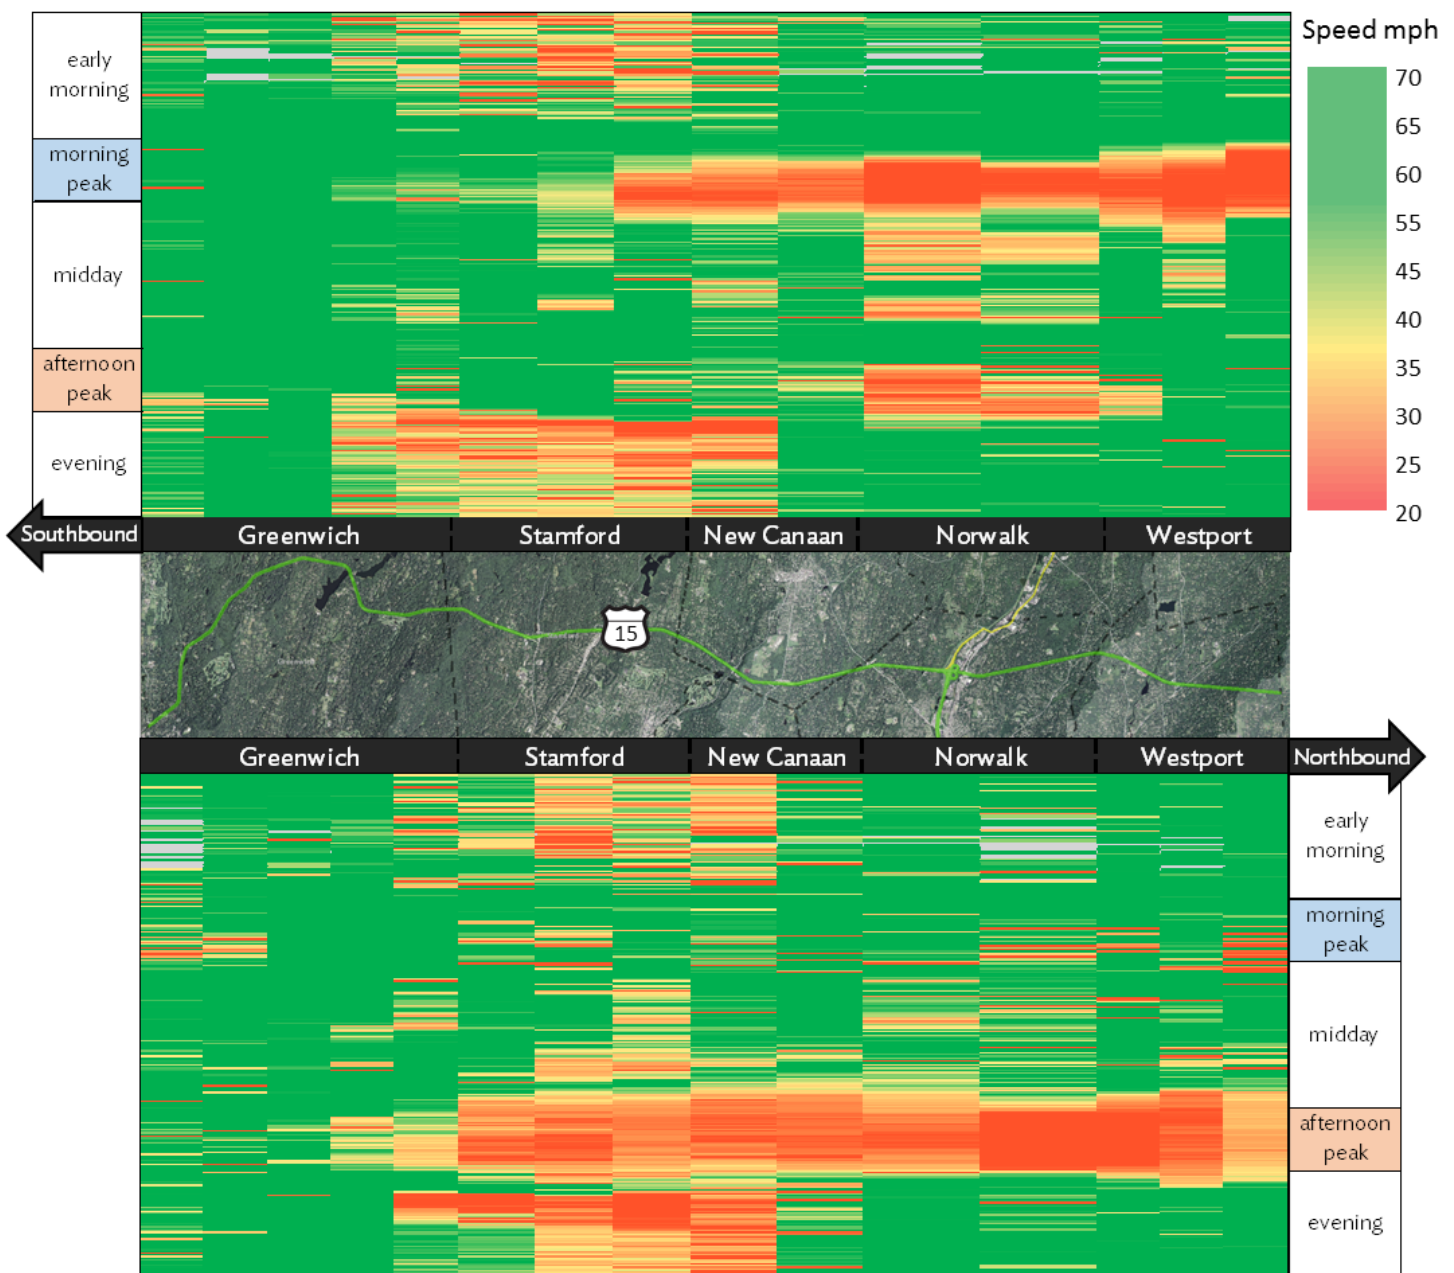 Speed mph
70
65
60
55
50
45
40
35
30
25
20
early
morning
morning
peak
midday
afternoon
peak
evening
Southbound
Greenwich
Stamford
New Canaan
Norwalk
Westport
15
Greenwich
Stamford
New Canaan
Norwalk
Westport
Northbound
early
morning
morning
peak
midday
afternoon
peak
evening